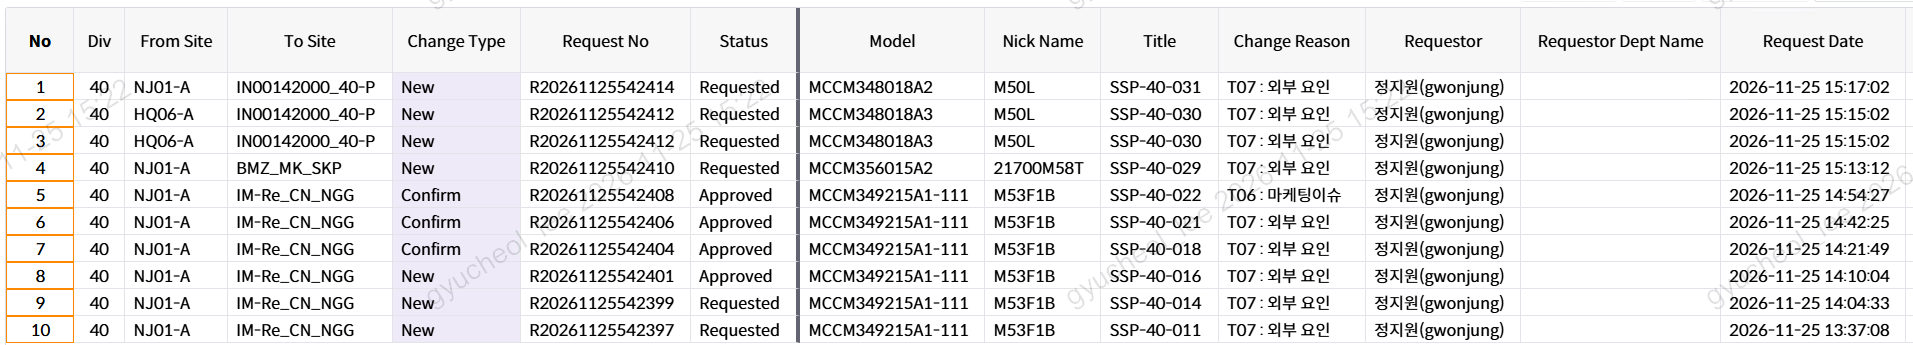 No Div From Site To Site Change Type Request No Status Model Nick Name Title Change Reason Requestor Requestor Dept Name Request Date
1 40 NJ01-A IN00142000_40-P New R20261125542414 Requested MCCM348018A2 M50L SSP-40-031 T07 : 외부 요인 정지원(gwonjung) 2026-11-25 15:17:02
2 40 HQ06-A IN00142000_40-P New R20261125542412 Requested MCCM348018A3 M50L SSP-40-030 T07 : 외부 요인 정지원(gwonjung) 2026-11-25 15:15:02
3 40 HQ06-A IN00142000_40-P New R20261125542412 Requested MCCM348018A3 M50L SSP-40-030 T07 : 외부 요인 정지원(gwonjung) 2026-11-25 15:15:02
4 40 NJ01-A BMZ_MK_SKP New R20261125542410 Requested MCCM356015A2 21700M58T SSP-40-029 T07 : 외부 요인 정지원(gwonjung) 2026-11-25 15:13:12
5 40 NJ01-A IM-Re_CN_NGG Confirm R20261125542408 Approved MCCM349215A1-111 M53F1B SSP-40-022 T06 : 마케팅이슈 정지원(gwonjung) 2026-11-25 14:54:27
6 40 NJ01-A IM-Re_CN_NGG Confirm R20261125542406 Approved MCCM349215A1-111 M53F1B SSP-40-021 T07 : 외부 요인 정지원(gwonjung) 2026-11-25 14:42:25
7 40 NJ01-A IM-Re_CN_NGG Confirm R20261125542404 Approved MCCM349215A1-111 M53F1B SSP-40-018 T07 : 외부 요인 정지원(gwonjung) 2026-11-25 14:21:49
8 40 NJ01-A IM-Re_CN_NGG New R20261125542401 Approved MCCM349215A1-111 M53F1B SSP-40-016 T07 : 외부 요인 정지원(gwonjung) 2026-11-25 14:10:04
9 40 NJ01-A IM-Re_CN_NGG New R20261125542399 Requested MCCM349215A1-111 M53F1B SSP-40-014 T07 : 외부 요인 정지원(gwonjung) 2026-11-25 14:04:33
10 40 NJ01-A IM-Re_CN_NGG New R20261125542397 Requested MCCM349215A1-111 M53F1B SSP-40-011 T07 : 외부 요인 정지원(gwonjung) 2026-11-25 13:37:08